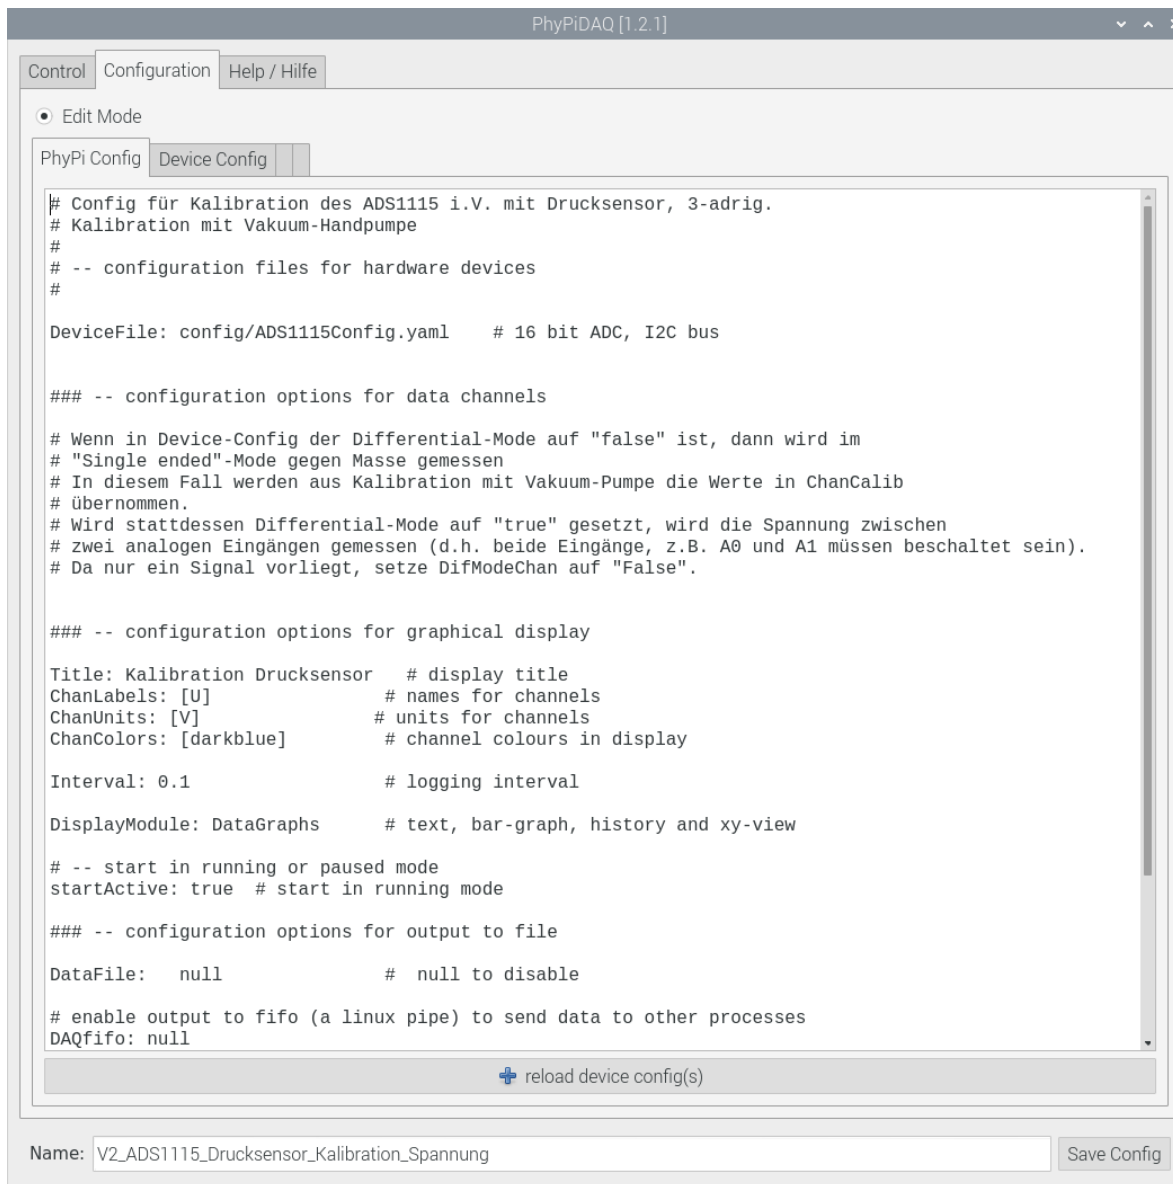 PhyPiDAQ [1.2.1]
Control Configuration Help / Hilfe
Edit Mode
PhyPi Config Device Config
# Config für Kalibration des ADS1115 i.V. mit Drucksensor, 3-adrig.
# Kalibration mit Vakuum-Handpumpe
#
# -- configuration files for hardware devices
#
DeviceFile: config/ADS1115Config.yaml    # 16 bit ADC, I2C bus
### -- configuration options for data channels
# Wenn in Device-Config der Differential-Mode auf "false" ist, dann wird im
# "Single ended"-Mode gegen Masse gemessen
# In diesem Fall werden aus Kalibration mit Vakuum-Pumpe die Werte in ChanCalib
# übernommen.
# Wird stattdessen Differential-Mode auf "true" gesetzt, wird die Spannung zwischen
# zwei analogen Eingängen gemessen (d.h. beide Eingänge, z.B. A0 und A1 müssen beschaltet sein).
# Da nur ein Signal vorliegt, setze DifModeChan auf "False".
### -- configuration options for graphical display
Title: Kalibration Drucksensor   # display title
ChanLabels: [U]                # names for channels
ChanUnits: [V]                # units for channels
ChanColors: [darkblue]         # channel colours in display
Interval: 0.1                  # logging interval
DisplayModule: DataGraphs      # text, bar-graph, history and xy-view
# -- start in running or paused mode
startActive: true  # start in running mode
### -- configuration options for output to file
DataFile:   null               #  null to disable
# enable output to fifo (a linux pipe) to send data to other processes
DAQfifo: null
reload device config(s)
Name: V2_ADS1115_Drucksensor_Kalibration_Spannung Save Config